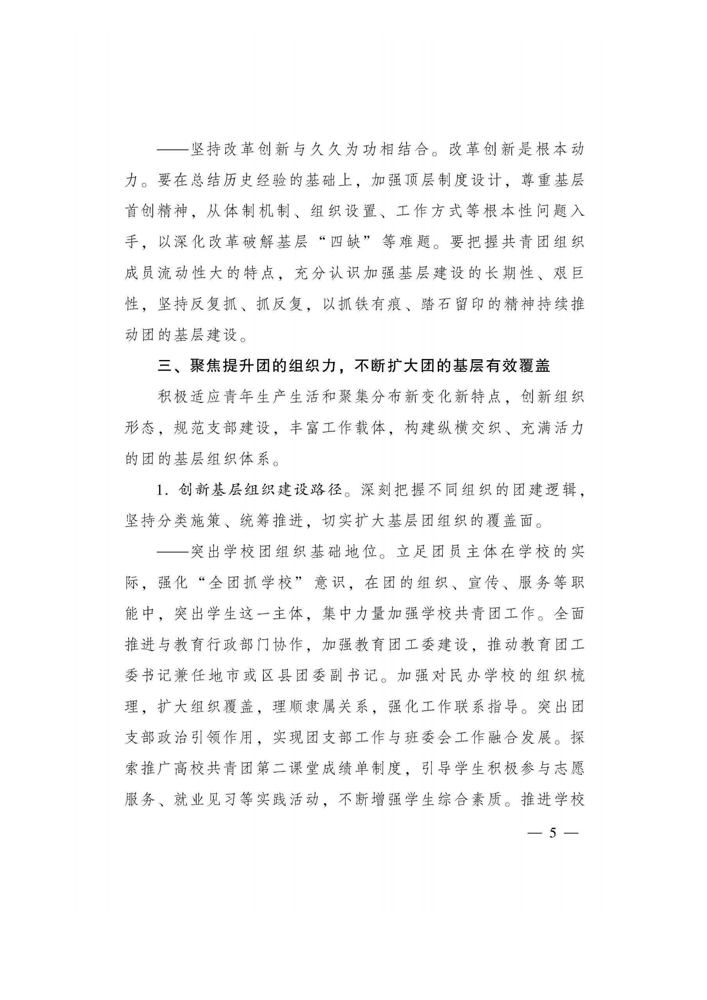 ——坚持改革创新与久久为功相结合。改革创新是根本动
力。要在总结历史经验的基础上，加强顶层制度设计，尊重基层
首创精神，从体制机制、组织设置、工作方式等根本性问题入
手，以深化改革破解基层“四缺”等难题。要把握共青团组织
成员流动性大的特点，充分认识加强基层建设的长期性、艰巨
性，坚持反复抓、抓反复，以抓铁有痕、踏石留印的精神持续推
动团的基层建设。
三、聚焦提升团的组织力，不断扩大团的基层有效覆盖
积极适应青年生产生活和聚集分布新变化新特点，创新组织
形态，规范支部建设，丰富工作载体，构建纵横交织、充满活力
的团的基层组织体系。
1. 创新基层组织建设路径。深刻把握不同组织的团建逻辑，
坚持分类施策、统筹推进，切实扩大基层团组织的覆盖面。
——突出学校团组织基础地位。立足团员主体在学校的实
际，强化“全团抓学校”意识，在团的组织、宣传、服务等职
能中，突出学生这一主体，集中力量加强学校共青团工作。全面
推进与教育行政部门协作，加强教育团工委建设，推动教育团工
委书记兼任地市或区县团委副书记。加强对民办学校的组织梳
理，扩大组织覆盖，理顺隶属关系，强化工作联系指导。突出团
支部政治引领作用，实现团支部工作与班委会工作融合发展。探
索推广高校共青团第二课堂成绩单制度，引导学生积极参与志愿
服务、就业见习等实践活动，不断增强学生综合素质。推进学校
— 5 —